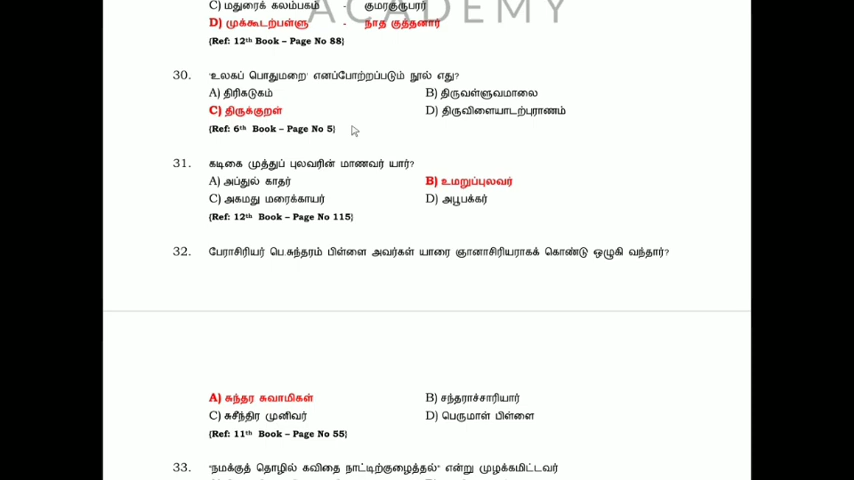 ACADEMY
C) மதுரைக் கலம்பகம் - குமரகுருபரர்
D) முக்கூடற்பள்ளு - நாத குத்தனார்
{Ref: 12th Book – Page No 88}
30. 'உலகப் பொதுமறை' எனப்போற்றப்படும் நூல் எது?
A) திரிகடுகம் B) திருவள்ளுவமாலை
C) திருக்குறள் D) திருவிளையாடற்புராணம்
{Ref: 6th Book – Page No 5}
31. கடிகை முத்துப் புலவரின் மாணவர் யார்?
A) அப்துல் காதர் B) உமறுப்புலவர்
C) அகமது மரைக்காயர் D) அபூபக்கர்
{Ref: 12th Book – Page No 115}
32. பேராசிரியர் பெ.சுந்தரம் பிள்ளை அவர்கள் யாரை ஞானாசிரியராகக் கொண்டு ஒழுகி வந்தார்?
A) சுந்தர சுவாமிகள் B) சந்தராச்சாரியார்
C) சுசீந்திர முனிவர் D) பெருமாள் பிள்ளை
{Ref: 11th Book – Page No 55}
33. "நமக்குத் தொழில் கவிதை நாட்டிற்குழைத்தல்" என்று முழக்கமிட்டவர்